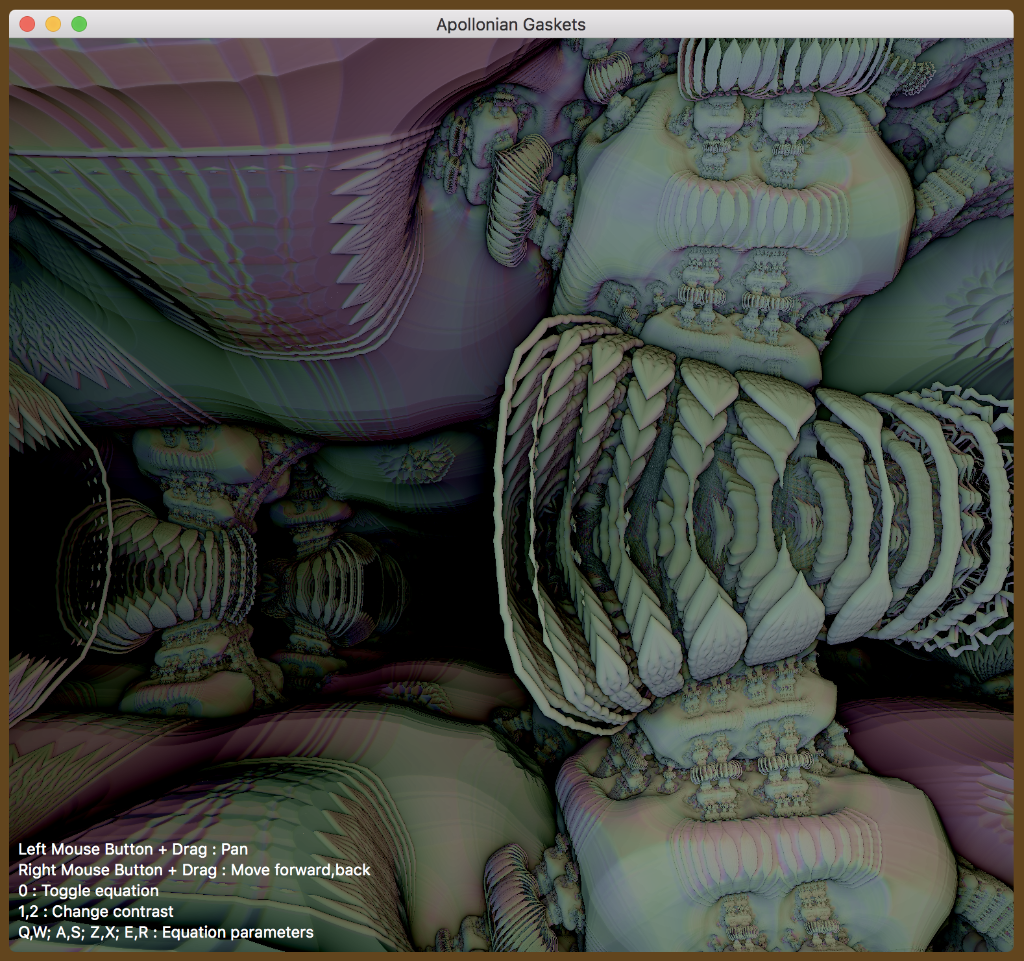 Apollonian Gaskets
Left Mouse Button + Drag : Pan
Right Mouse Button + Drag : Move forward,back
0 : Toggle equation
1,2 : Change contrast
Q,W; A,S; Z,X; E,R : Equation parameters